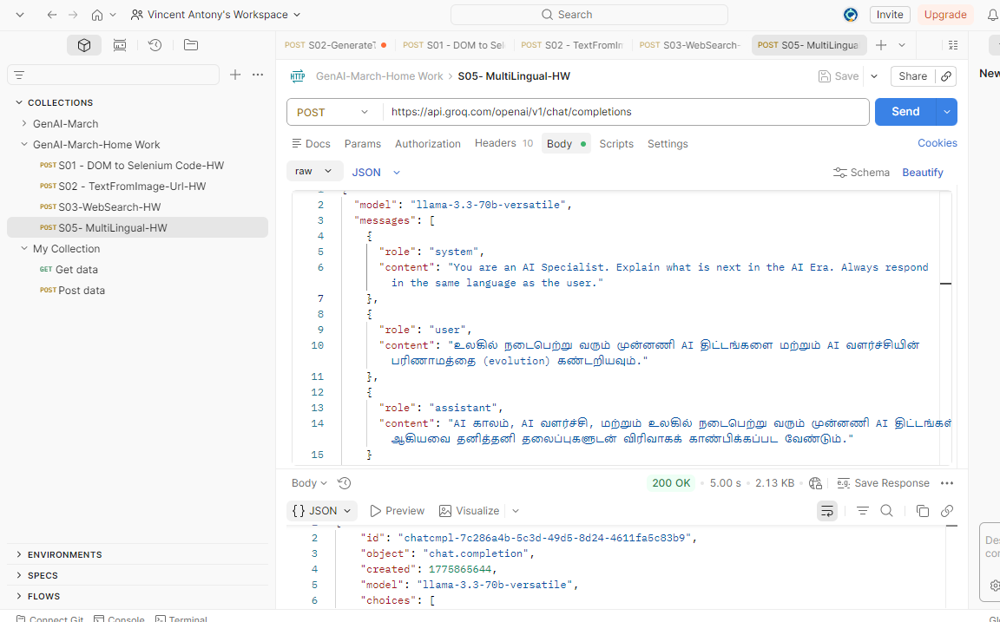 Vincent Antony's Workspace
Search
Invite
Upgrade
POST S02-Generate
POST S01 - DOM to Sel
POST S02 - TextFromIn
POST S03-WebSearch-
POST S05- MultiLingua
New
HTTP GenAI-March-Home Work > S05- MultiLingual-HW
Save
Share
COLLECTIONS
GenAI-March
GenAI-March-Home Work
POST S01 - DOM to Selenium Code-HW
POST S02 - TextFromImage-Url-HW
POST S03-WebSearch-HW
POST S05- MultiLingual-HW
My Collection
GET Get data
POST Post data
ENVIRONMENTS
SPECS
FLOWS
POST
https://api.groq.com/openai/v1/chat/completions
Send
Docs Params Authorization Headers 10 Body Scripts Settings
Cookies
raw JSON
Schema Beautify
2 "model": "llama-3.3-70b-versatile",
3 "messages": [
4 {
5 "role": "system",
6 "content": "You are an AI Specialist. Explain what is next in the AI Era. Always respond
in the same language as the user."
7 },
8 {
9 "role": "user",
10 "content": "உலகில் நடைபெற்று வரும் முன்னணி AI திட்டங்களை மற்றும் AI வளர்ச்சியின்
பரிணாமத்தை (evolution) கண்டறியவும்."
11 },
12 {
13 "role": "assistant",
14 "content": "AI காலம், AI வளர்ச்சி, மற்றும் உலகில் நடைபெற்று வரும் முன்னணி AI திட்டங்கள்
ஆகியவை தனித்தனி தலைப்புகளுடன் விரிவாகக் காண்பிக்கப்பட வேண்டும்."
15 }
Body
200 OK • 5.00 s • 2.13 KB
e.g. Save Response
{} JSON Preview Visualize
2 "id": "chatcmpl-7c286a4b-5c3d-49d5-8d24-4611fa5c83b9",
3 "object": "chat.completion",
4 "created": 1775865644,
5 "model": "llama-3.3-70b-versatile",
6 "choices": [
Des
con
Connect Git Console Terminal